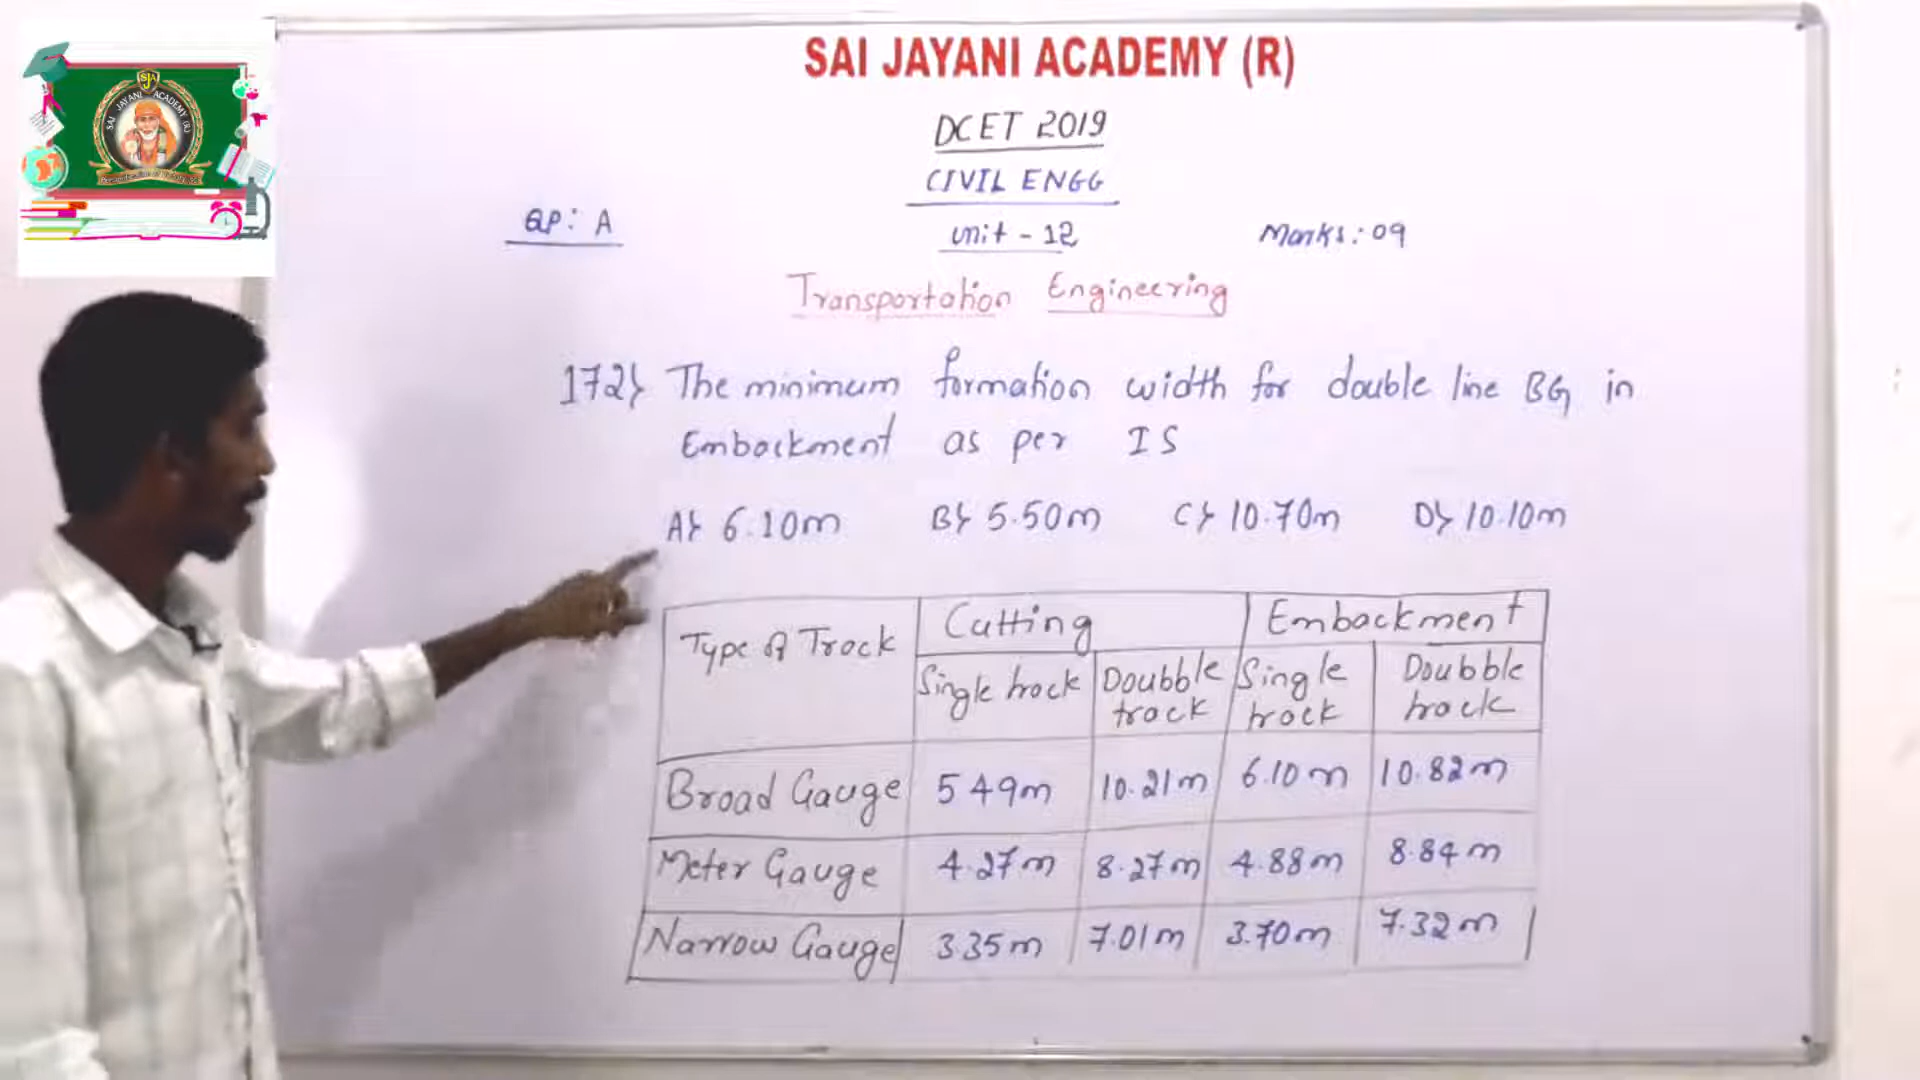 SAI JAYANI ACADEMY (R)
DCET 2019
CIVIL ENGG
QP: A
Unit - 12
Marks: 09
Transportation Engineering
172} The minimum formation width for double line BG in
Embackment as per IS
A} 6.10m B} 5.50m C} 10.70m D} 10.10m
Type of Track Cutting Embackment
Single track Doubble track Single track Doubble track
Broad Gauge 5.49m 10.21m 6.10m 10.82m
Meter Gauge 4.27m 8.27m 4.88m 8.84m
Narrow Gauge 3.35m 7.01m 3.70m 7.32m
SJA
SAI JAYANI ACADEMY (R)